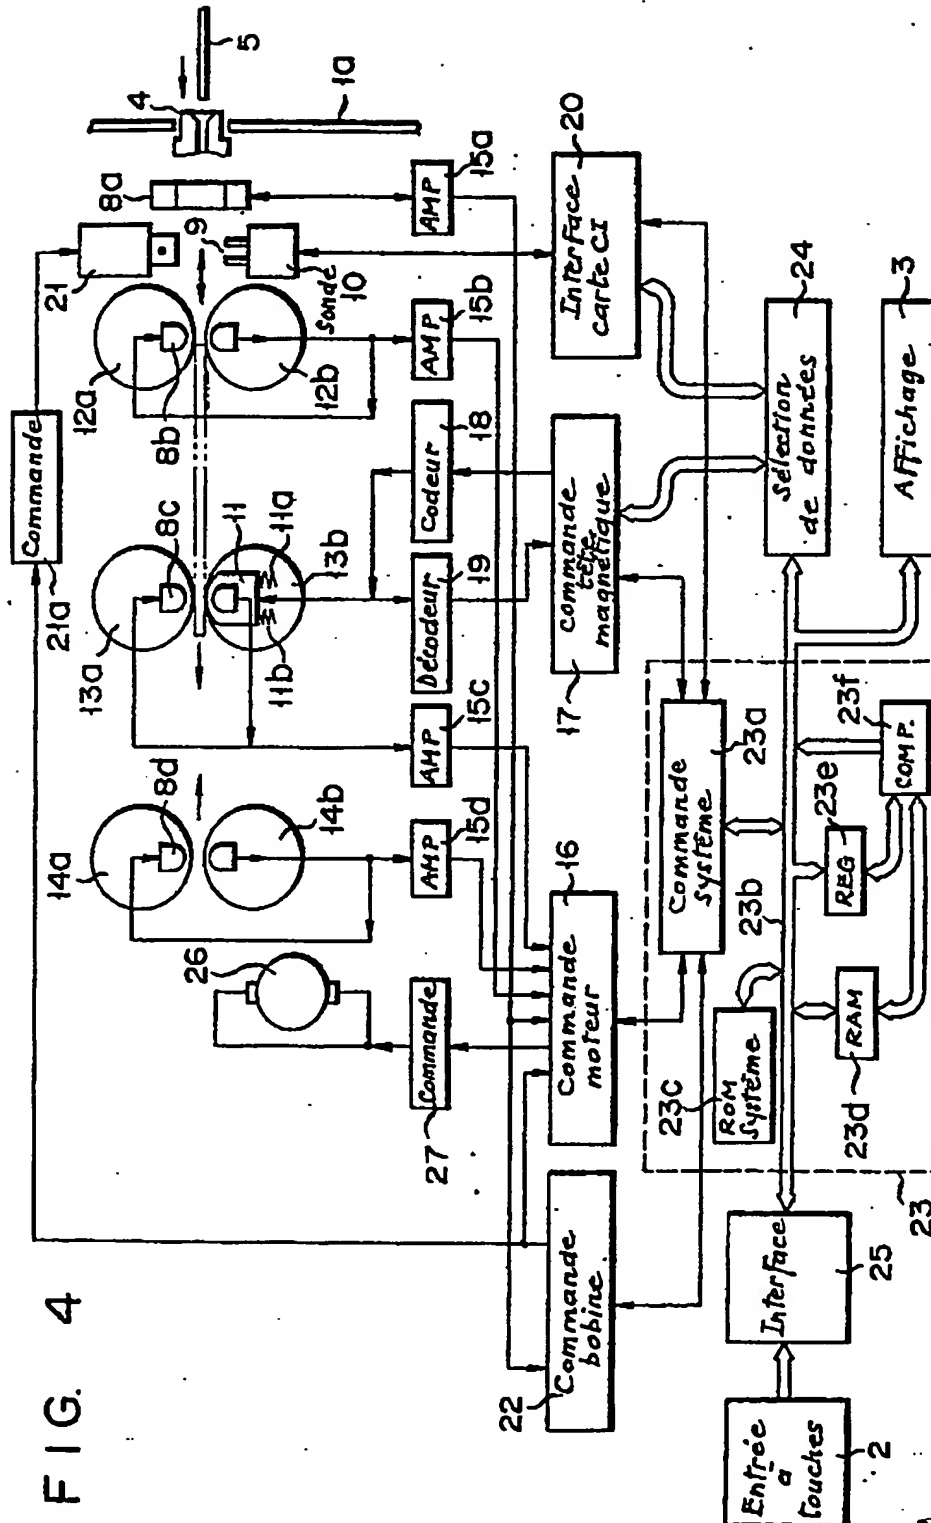 FIG. 4
5
4
1a
8a
15a
AMP
21
9
Sonde
10
20
Interface
carte CI
12a
8b
12b
15b
AMP
24
Sélection
de données
3
Affichage
Commande
21a
8c
11
11a
13a
11b
13b
18
Codeur
19
Décodeur
commande
tête
magnétique
17
15c
AMP
23a
Commande
système
23f
COMP.
23e
REG
23b
8d
14a
14b
15d
AMP
16
Commande
moteur
RAM
23d
26
Commande
27
23c
ROM
Système
23
Commande
bobine
22
Interface
25
Entrée
à
touches
2